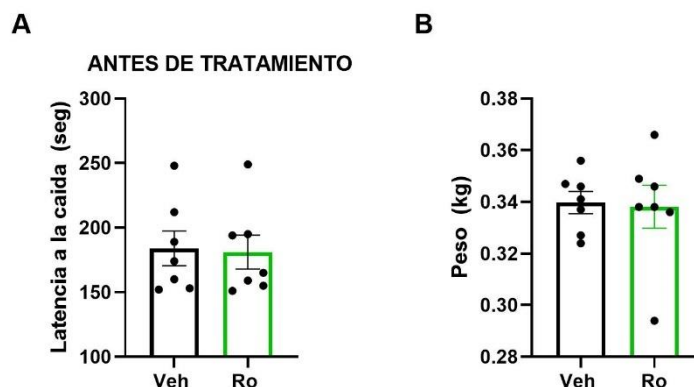 A
ANTES DE TRATAMIENTO
Latencia a la caida (seg)
300
250
200
150
100
Veh
Ro
B
Peso (kg)
0.38
0.36
0.34
0.32
0.30
0.28
Veh
Ro